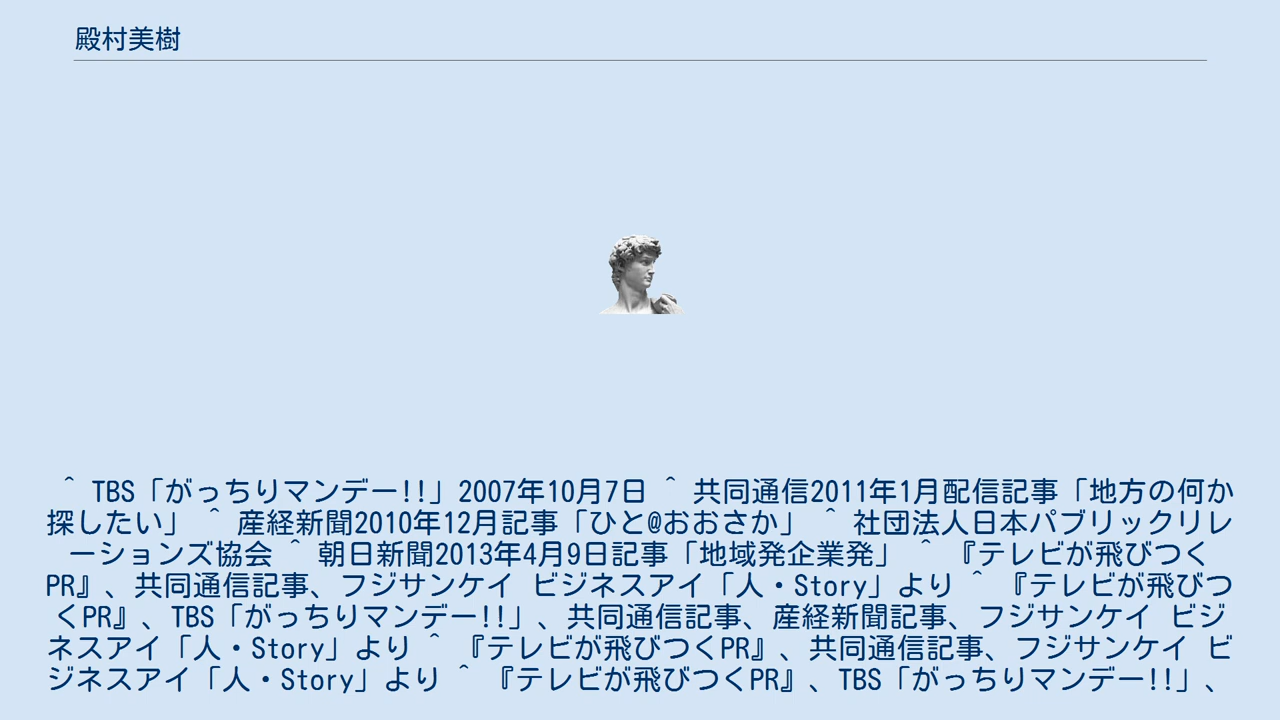 殿村美樹
^ TBS「がっちりマンデー!!」2007年10月7日 ^ 共同通信2011年1月配信記事「地方の何か
探したい」 ^ 産経新聞2010年12月記事「ひと@おおさか」 ^ 社団法人日本パブリックリレ
ーションズ協会 ^ 朝日新聞2013年4月9日記事「地域発企業発」 ^ 『テレビが飛びつく
PR』、共同通信記事、フジサンケイ ビジネスアイ「人・Story」より ^ 『テレビが飛びつ
くPR』、TBS「がっちりマンデー!!」、共同通信記事、産経新聞記事、フジサンケイ ビジ
ネスアイ「人・Story」より ^ 『テレビが飛びつくPR』、共同通信記事、フジサンケイ ビ
ジネスアイ「人・Story」より ^ 『テレビが飛びつくPR』、TBS「がっちりマンデー!!」、